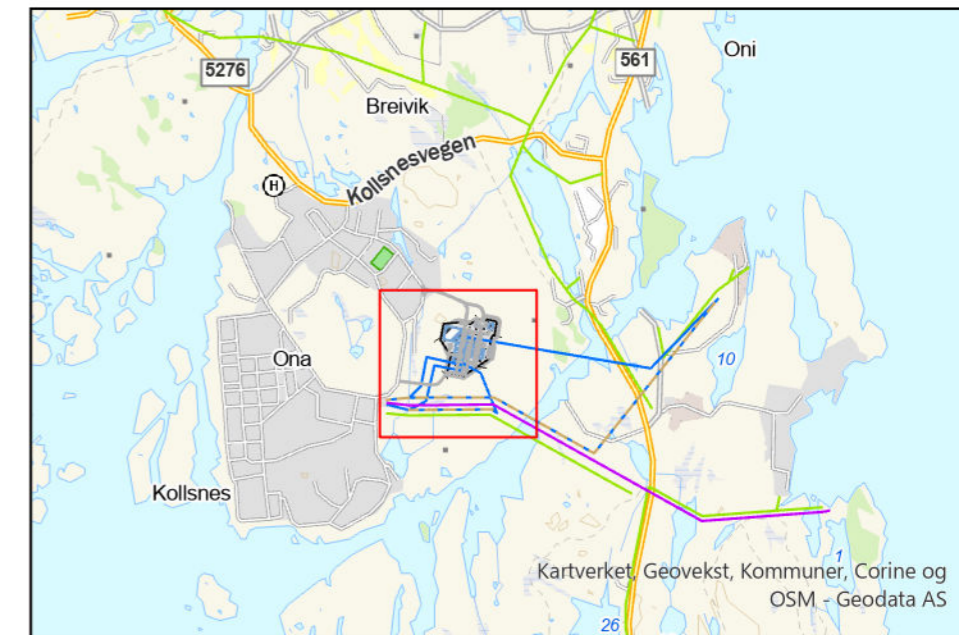 Oni
5276
561
Breivik
Kollsnesvegen
H
Ona
10
Kollsnes
1
Kartverket, Geovekst, Kommuner, Corine og
OSM - Geodata AS
26